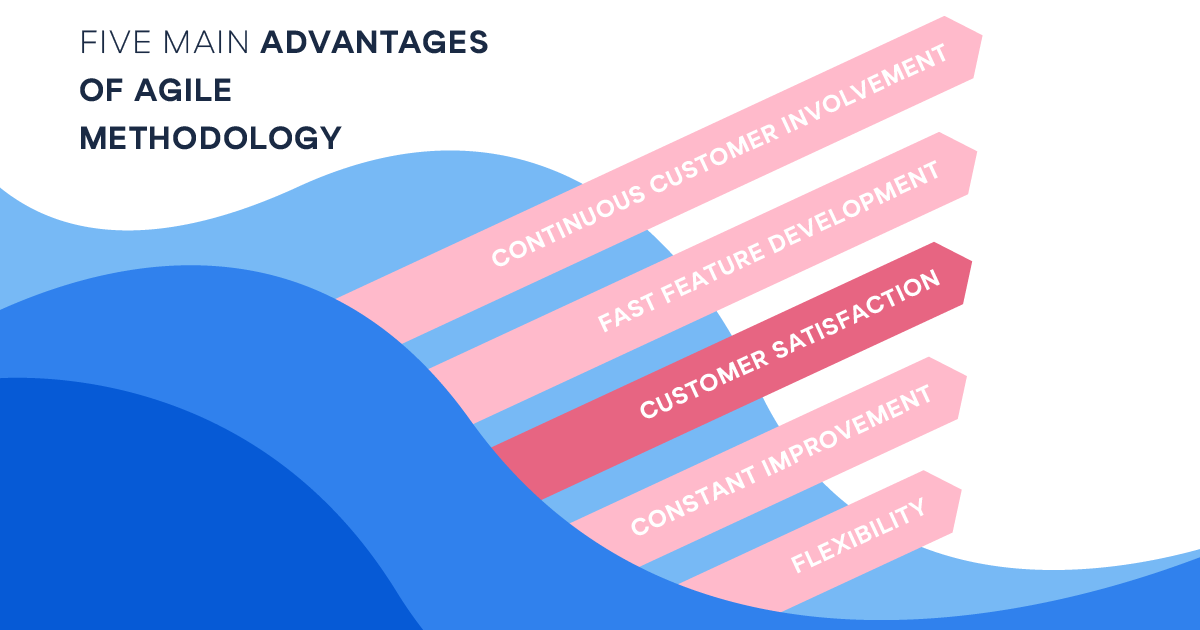 FIVE MAIN ADVANTAGES
OF AGILE
METHODOLOGY
CONTINUOUS CUSTOMER INVOLVEMENT
FAST FEATURE DEVELOPMENT
CUSTOMER SATISFACTION
CONSTANT IMPROVEMENT
FLEXIBILITY